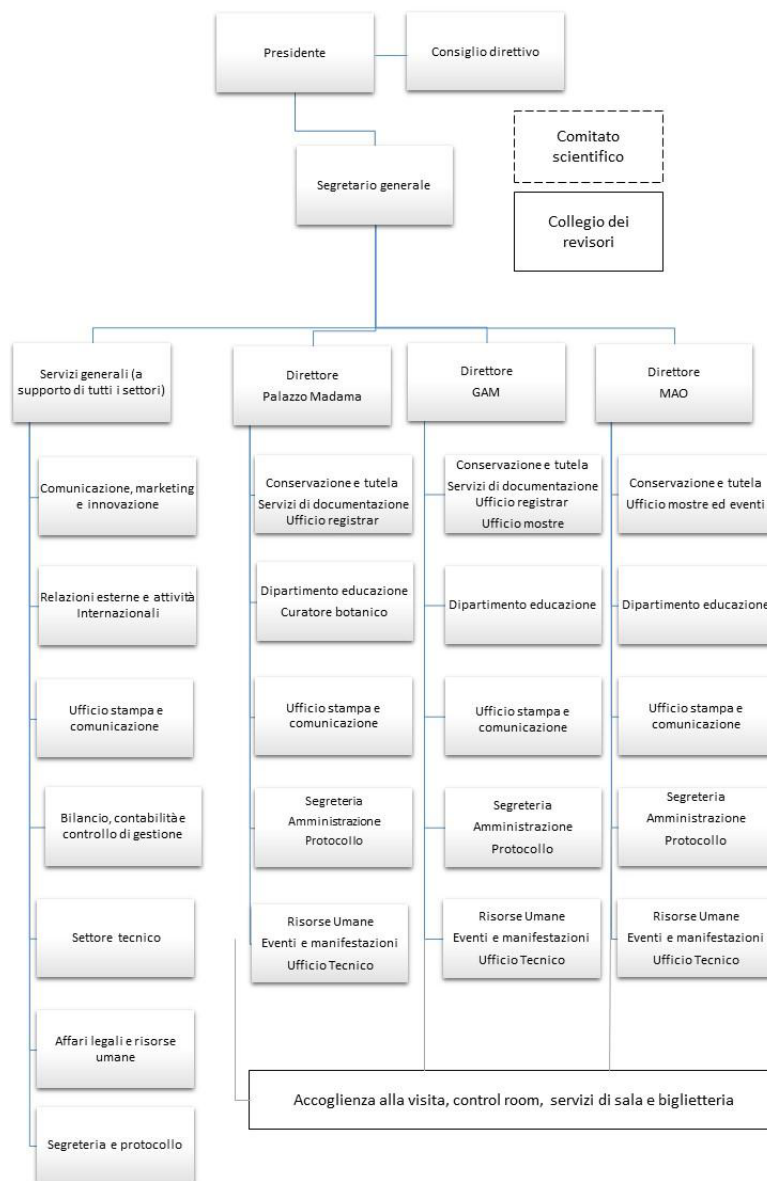 Presidente
Consiglio direttivo
Comitato
scientifico
Segretario generale
Collegio dei
revisori
Servizi generali (a
supporto di tutti i settori)
Direttore
Palazzo Madama
Direttore
GAM
Direttore
MAO
Comunicazione, marketing
e innovazione
Relazioni esterne e attività
Internazionali
Ufficio stampa e
comunicazione
Bilancio, contabilità e
controllo di gestione
Settore tecnico
Affari legali e risorse
umane
Segreteria e protocollo
Conservazione e tutela
Servizi di documentazione
Ufficio registrar
Dipartimento educazione
Curatore botanico
Ufficio stampa e
comunicazione
Segreteria
Amministrazione
Protocollo
Risorse Umane
Eventi e manifestazioni
Ufficio Tecnico
Conservazione e tutela
Servizi di documentazione
Ufficio registrar
Ufficio mostre
Dipartimento educazione
Ufficio stampa e
comunicazione
Segreteria
Amministrazione
Protocollo
Risorse Umane
Eventi e manifestazioni
Ufficio Tecnico
Conservazione e tutela
Ufficio mostre ed eventi
Dipartimento educazione
Ufficio stampa e
comunicazione
Segreteria
Amministrazione
Protocollo
Risorse Umane
Eventi e manifestazioni
Ufficio Tecnico
Accoglienza alla visita, control room, servizi di sala e biglietteria